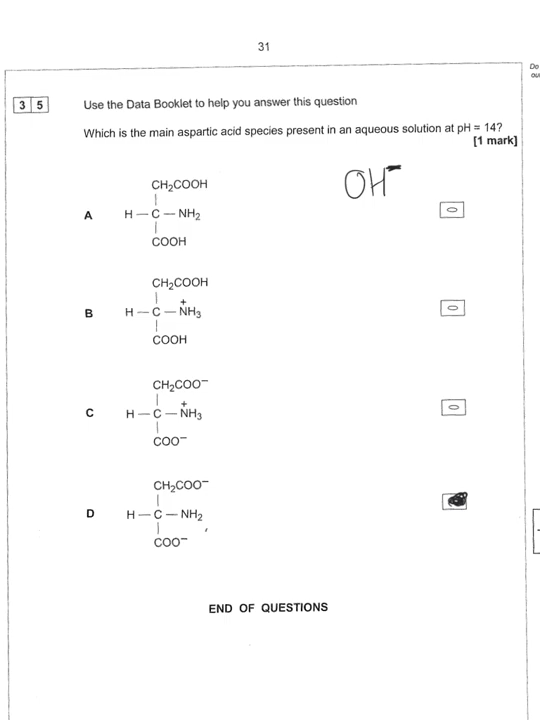 31
Do
ou
3 5
Use the Data Booklet to help you answer this question
Which is the main aspartic acid species present in an aqueous solution at pH = 14?
[1 mark]
OH⁻
CH₂COOH
A H — C — NH₂
COOH
CH₂COOH
B H — C — N⁺H₃
COOH
CH₂COO⁻
C H — C — N⁺H₃
COO⁻
CH₂COO⁻
D H — C — NH₂
COO⁻
END OF QUESTIONS